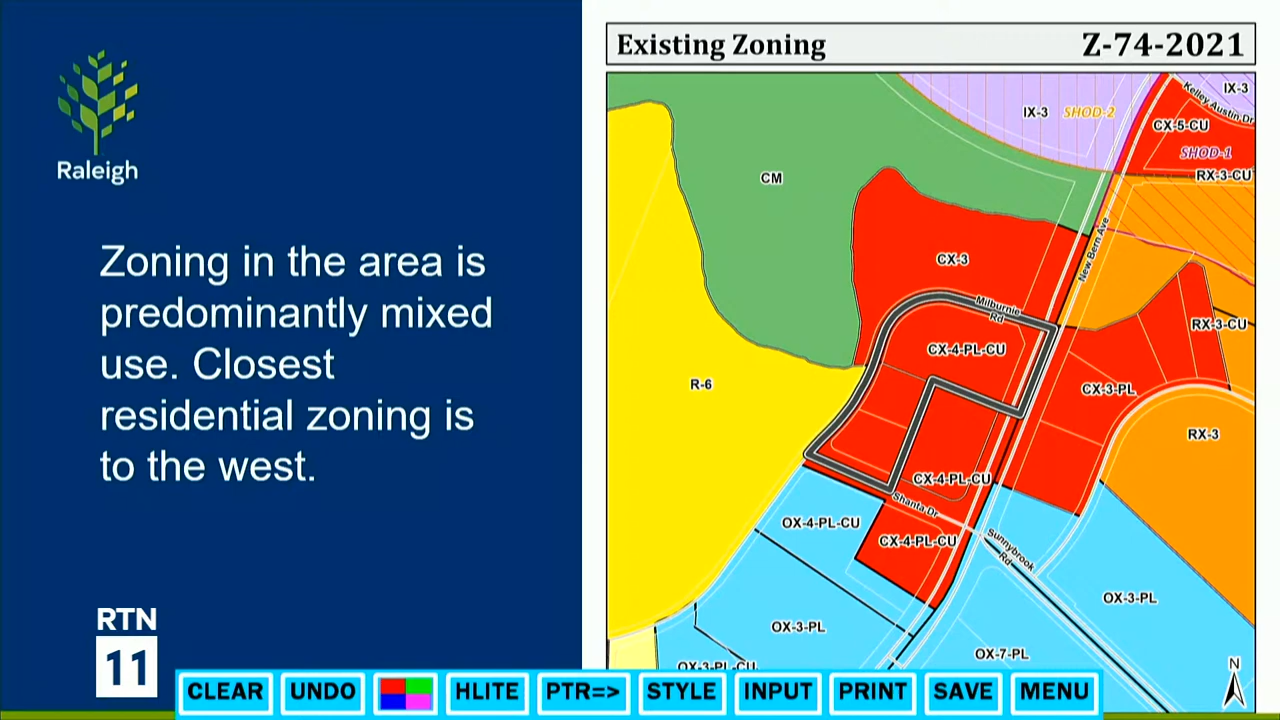 Raleigh
Zoning in the area is
predominantly mixed
use. Closest
residential zoning is
to the west.
RTN
11
Existing Zoning
Z-74-2021
IX-3
SHOD-2
IX-3
Kelley Austin Dr
CX-5-CU
SHOD-1
RX-3-CU
CM
New Bern Ave
CX-3
Milburnie
Rd
RX-3-CU
CX-4-PL-CU
R-6
CX-3-PL
RX-3
CX-4-PL-CU
Shanta Dr
OX-4-PL-CU
CX-4-PL-CU
Sunnybrook
Rd
OX-3-PL
OX-3-PL
OX-7-PL
OX-3-PL-CU
N
CLEAR
UNDO
HLITE
PTR=>
STYLE
INPUT
PRINT
SAVE
MENU